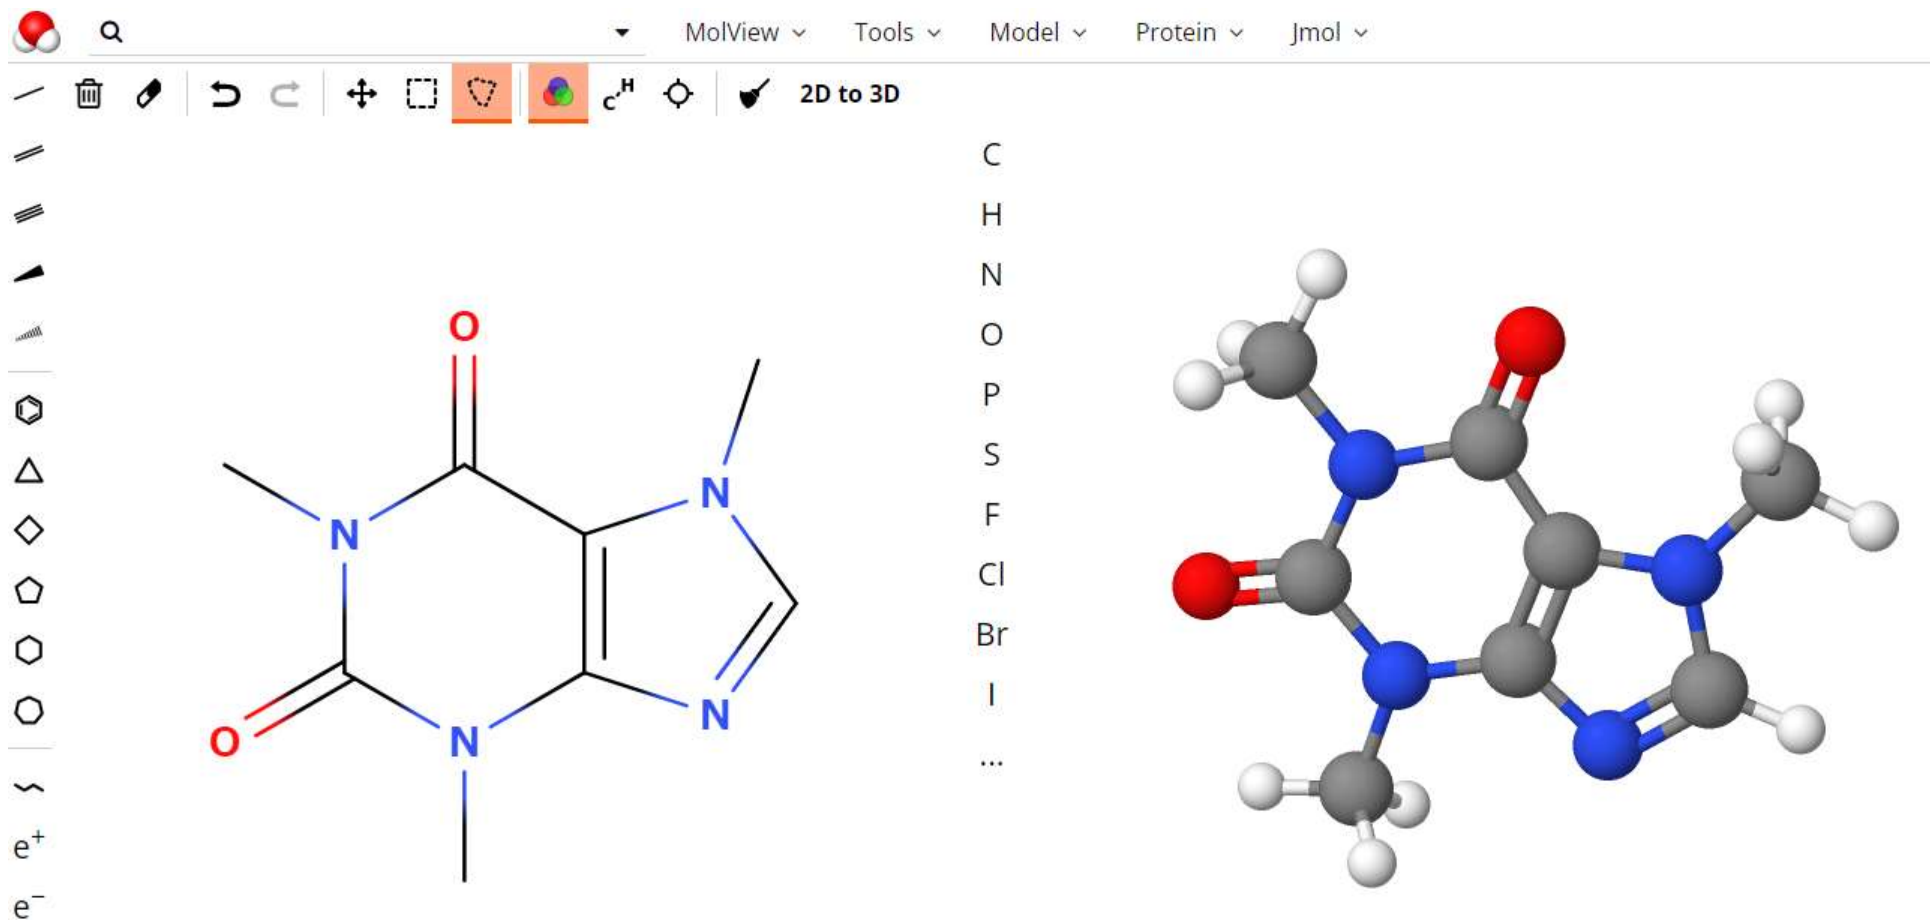 MolView Tools Model Protein Jmol
2D to 3D
C H
C
H
N
O
P
S
F
Cl
Br
I
...
e+
e−
O
N
N
O
N
N